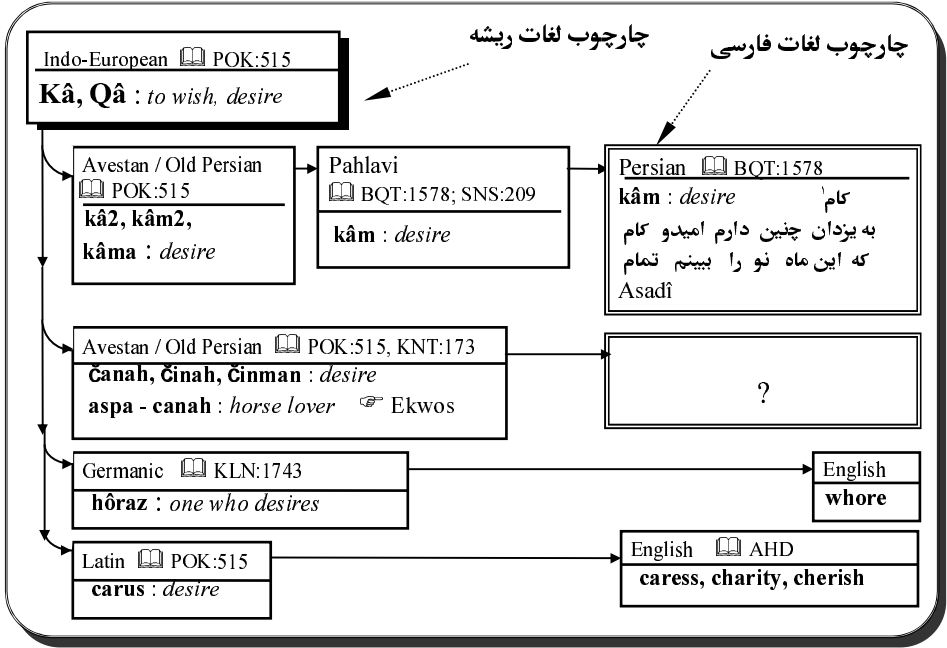 چارچوب لغات ریشه
چارچوب لغات فارسی
Indo-European 🕮 POK:515
Kâ, Qâ : to wish, desire
Avestan / Old Persian
🕮 POK:515
kâ2, kâm2,
kâma : desire
Pahlavi
🕮 BQT:1578; SNS:209
kâm : desire
Persian 🕮 BQT:1578
kâm : desire کام¹
به یزدان چنین دارم امیدو کام
که این ماه نو را ببینم تمام
Asadî
Avestan / Old Persian 🕮 POK:515, KNT:173
čanah, činah, činman : desire
aspa - canah : horse lover ☞ Ekwos
?
Germanic 🕮 KLN:1743
hôraz : one who desires
English
whore
Latin 🕮 POK:515
carus : desire
English 🕮 AHD
caress, charity, cherish